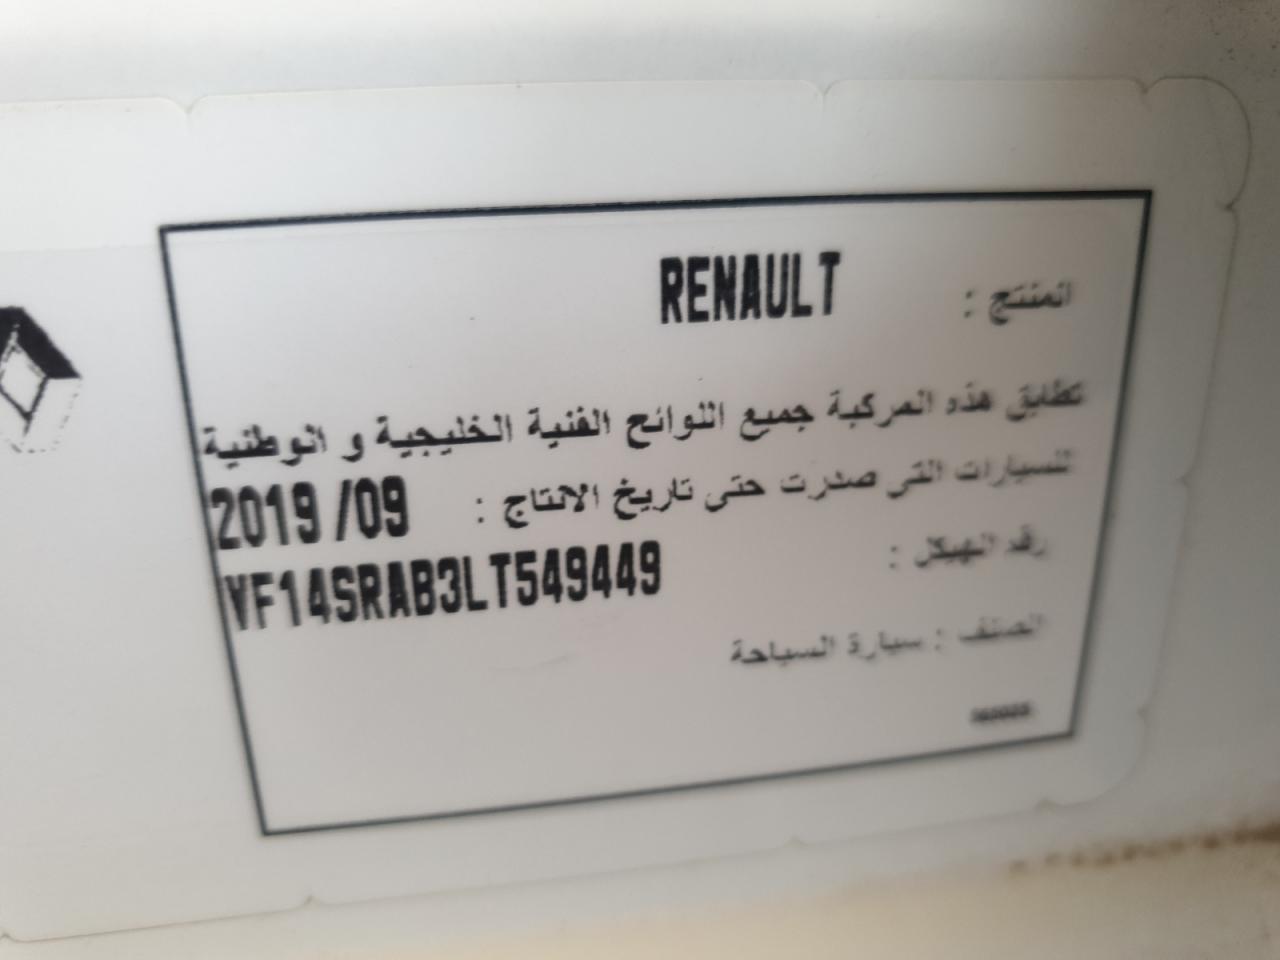 المنتج : RENAULT
تطابق هذه المركبة جميع اللوائح الفنية الخليجية و الوطنية
للسيارات التي صدرت حتى تاريخ الانتاج : 2019 /09
رقم الهيكل : VF14SRAB3LT549449
الصنف : سيارة السياحة